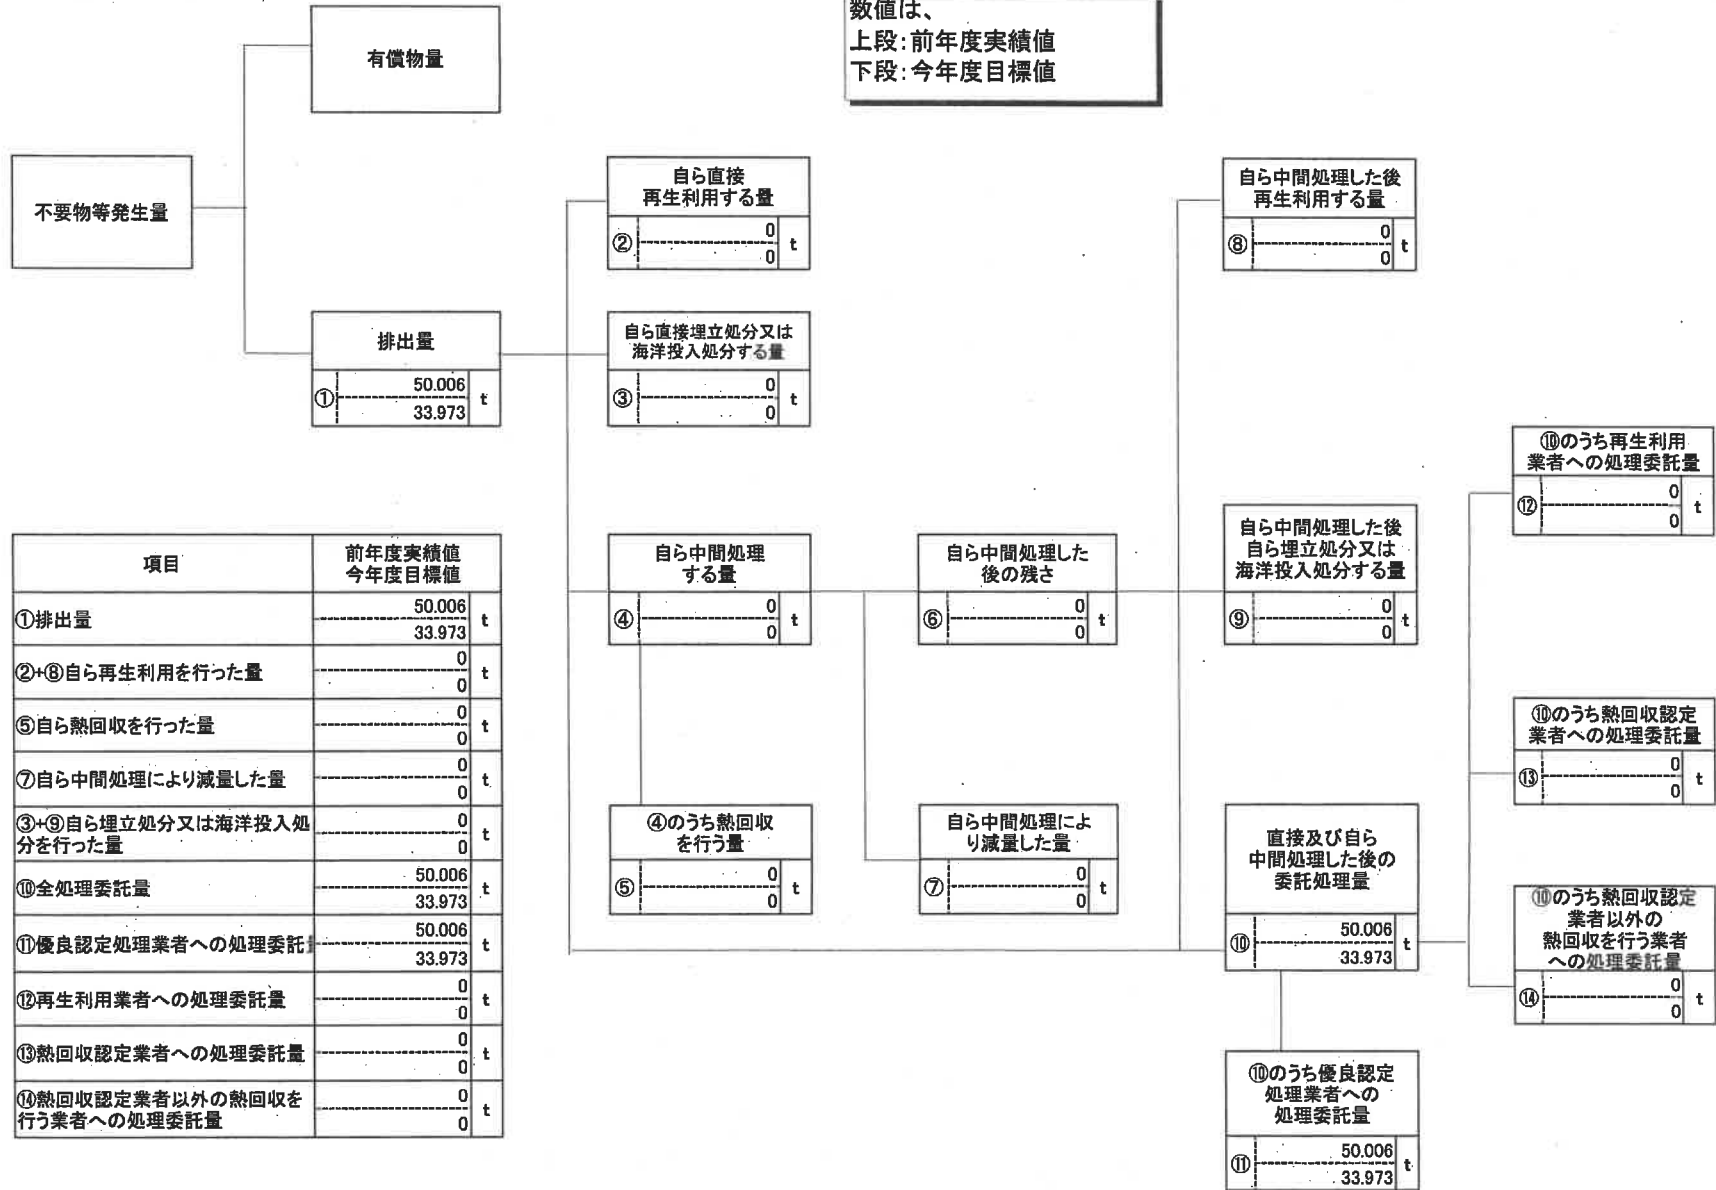 数値は、
上段：前年度実績値
下段：今年度目標値
有償物量
不要物等発生量
排出量
①
50.006
33.973
t
自ら直接
再生利用する量
②
0
0
t
自ら直接埋立処分又は
海洋投入処分する量
③
0
0
t
自ら中間処理
する量
④
0
0
t
④のうち熱回収
を行う量
⑤
0
0
t
自ら中間処理した
後の残さ
⑥
0
0
t
自ら中間処理によ
り減量した量
⑦
0
0
t
自ら中間処理した後
再生利用する量
⑧
0
0
t
自ら中間処理した後
自ら埋立処分又は
海洋投入処分する量
⑨
0
0
t
直接及び自ら
中間処理した後の
委託処理量
⑩
50.006
33.973
t
⑩のうち優良認定
処理業者への
処理委託量
⑪
50.006
33.973
t
⑩のうち再生利用
業者への処理委託量
⑫
0
0
t
⑩のうち熱回収認定
業者への処理委託量
⑬
0
0
t
⑩のうち熱回収認定
業者以外の
熱回収を行う業者
への処理委託量
⑭
0
0
t
項目
前年度実績値
今年度目標値
①排出量
50.006
33.973
t
②+⑧自ら再生利用を行った量
0
0
t
⑤自ら熱回収を行った量
0
0
t
⑦自ら中間処理により減量した量
0
0
t
③+⑨自ら埋立処分又は海洋投入処
分を行った量
0
0
t
⑩全処理委託量
50.006
33.973
t
⑪優良認定処理業者への処理委託
50.006
33.973
t
⑫再生利用業者への処理委託量
0
0
t
⑬熱回収認定業者への処理委託量
0
0
t
⑭熱回収認定業者以外の熱回収を
行う業者への処理委託量
0
0
t